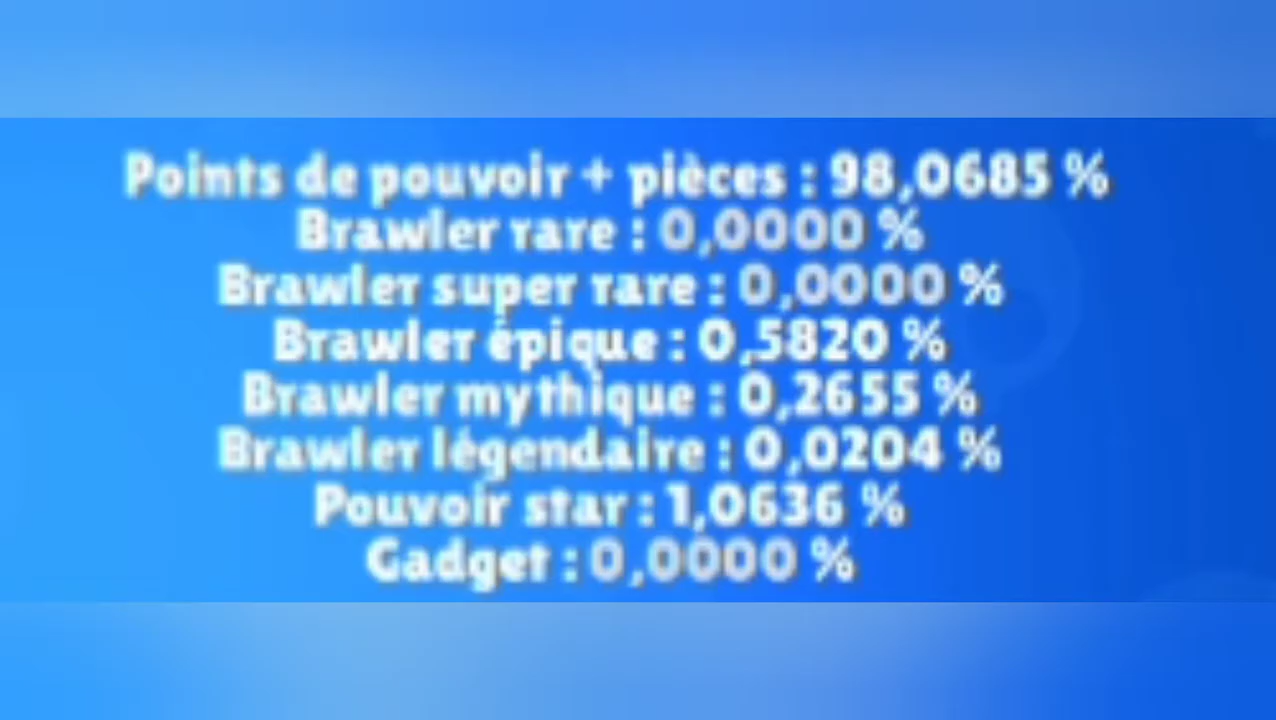 Points de pouvoir + pièces : 98,0685 %
Brawler rare : 0,0000 %
Brawler super rare : 0,0000 %
Brawler épique : 0,5820 %
Brawler mythique : 0,2655 %
Brawler légendaire : 0,0204 %
Pouvoir star : 1,0636 %
Gadget : 0,0000 %